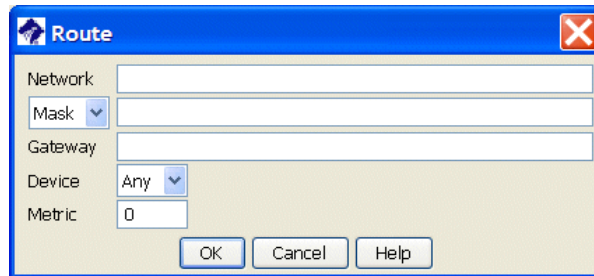 Route
Network
Mask
Gateway
Device Any
Metric 0
OK Cancel Help